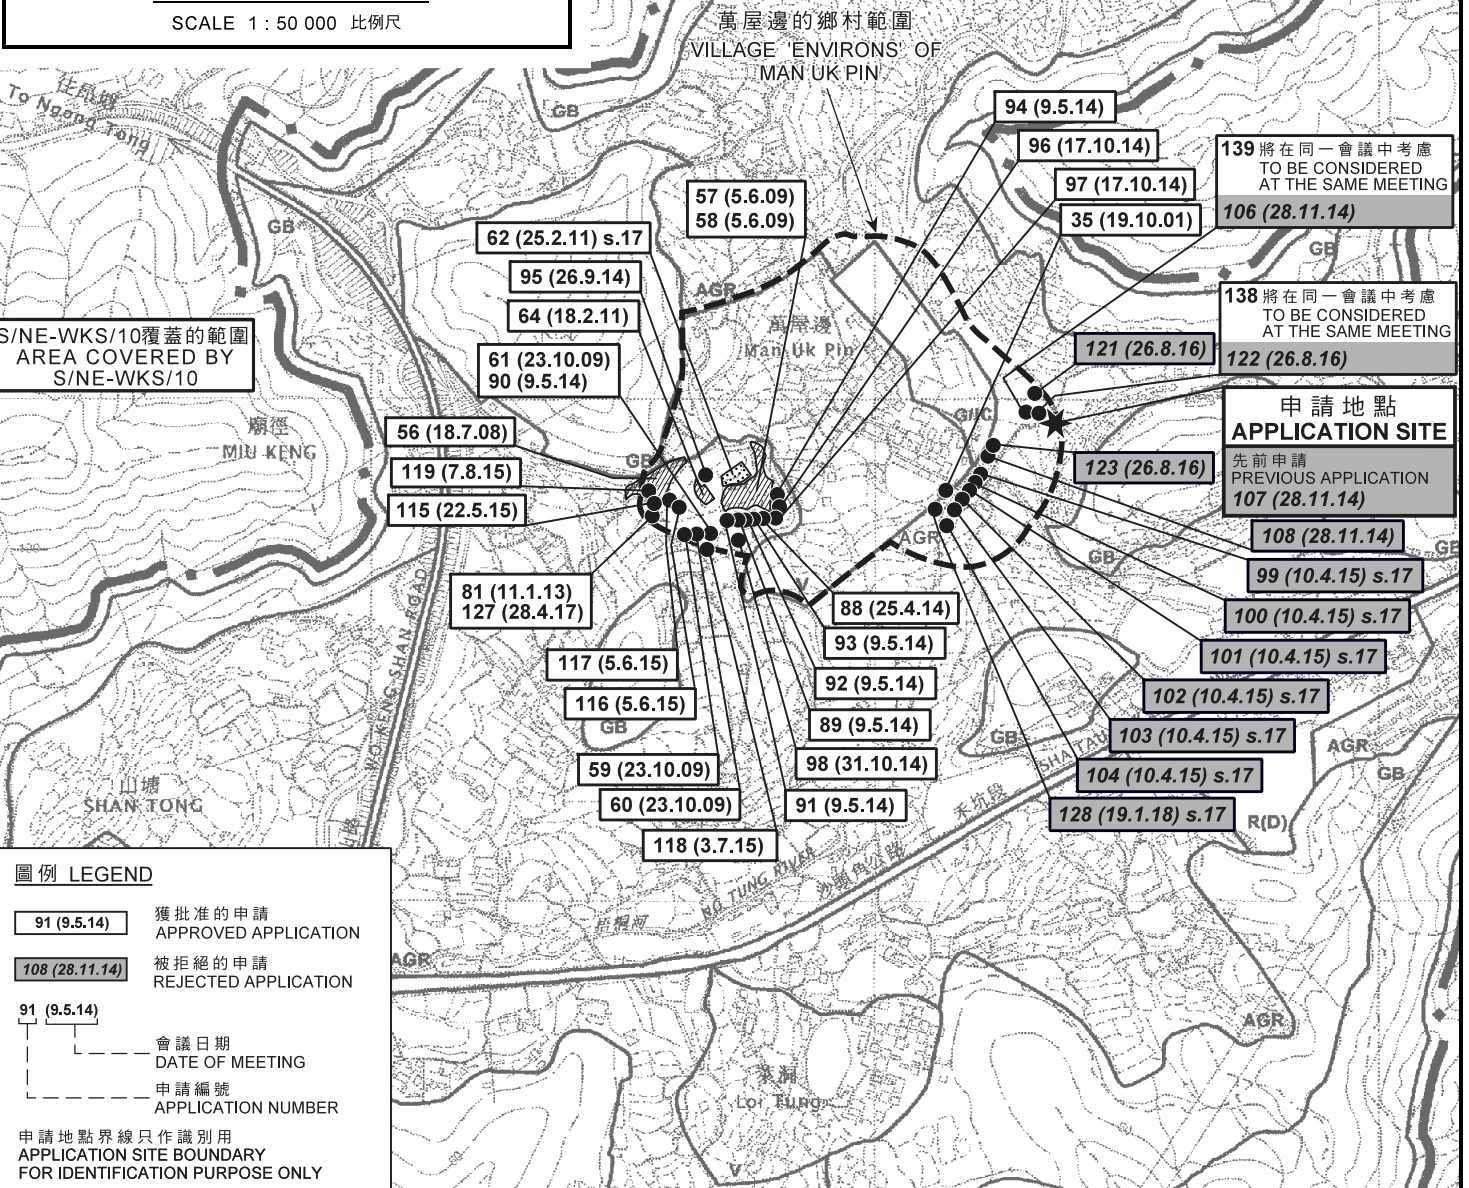 SCALE 1 : 50 000 比例尺
萬屋邊的鄉村範圍
VILLAGE 'ENVIRONS' OF
MAN UK PIN
To Ngong Tong
GB
94 (9.5.14)
96 (17.10.14)
97 (17.10.14)
35 (19.10.01)
139 將在同一會議中考慮
TO BE CONSIDERED
AT THE SAME MEETING
106 (28.11.14)
GB
57 (5.6.09)
58 (5.6.09)
62 (25.2.11) s.17
95 (26.9.14)
64 (18.2.11)
61 (23.10.09)
90 (9.5.14)
GB
AGR
萬屋邊
Man Uk Pin
138 將在同一會議中考慮
TO BE CONSIDERED
AT THE SAME MEETING
122 (26.8.16)
121 (26.8.16)
S/NE-WKS/10覆蓋的範圍
AREA COVERED BY
S/NE-WKS/10
廟徑
MIU KENG
56 (18.7.08)
119 (7.8.15)
115 (22.5.15)
GB
G/IC
申請地點
APPLICATION SITE
先前申請
PREVIOUS APPLICATION
107 (28.11.14)
123 (26.8.16)
108 (28.11.14)
99 (10.4.15) s.17
100 (10.4.15) s.17
101 (10.4.15) s.17
102 (10.4.15) s.17
103 (10.4.15) s.17
104 (10.4.15) s.17
128 (19.1.18) s.17
AGR
GB
GB
V
81 (11.1.13)
127 (28.4.17)
88 (25.4.14)
93 (9.5.14)
92 (9.5.14)
89 (9.5.14)
98 (31.10.14)
91 (9.5.14)
117 (5.6.15)
116 (5.6.15)
59 (23.10.09)
60 (23.10.09)
118 (3.7.15)
GB
GB
WO KENG SHAN ROAD
山塘
SHAN TONG
SHA TAU
禾坑段
沙頭角公路
NG TUNG RIVER
梧桐河
AGR
GB
R(D)
AGR
AGR
萊洞
Loi Tung
V
圖例 LEGEND
91 (9.5.14)
獲批准的申請
APPROVED APPLICATION
108 (28.11.14)
被拒絕的申請
REJECTED APPLICATION
91 (9.5.14)
會議日期
DATE OF MEETING
申請編號
APPLICATION NUMBER
申請地點界線只作識別用
APPLICATION SITE BOUNDARY
FOR IDENTIFICATION PURPOSE ONLY